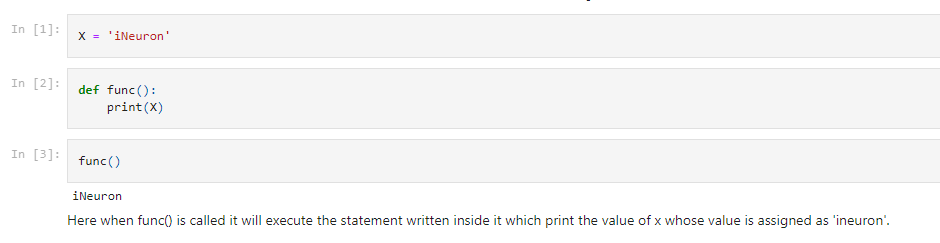 In [1]: X = 'iNeuron'
In [2]: def func():
    print(X)
In [3]: func()
iNeuron
Here when func() is called it will execute the statement written inside it which print the value of x whose value is assigned as 'ineuron'.